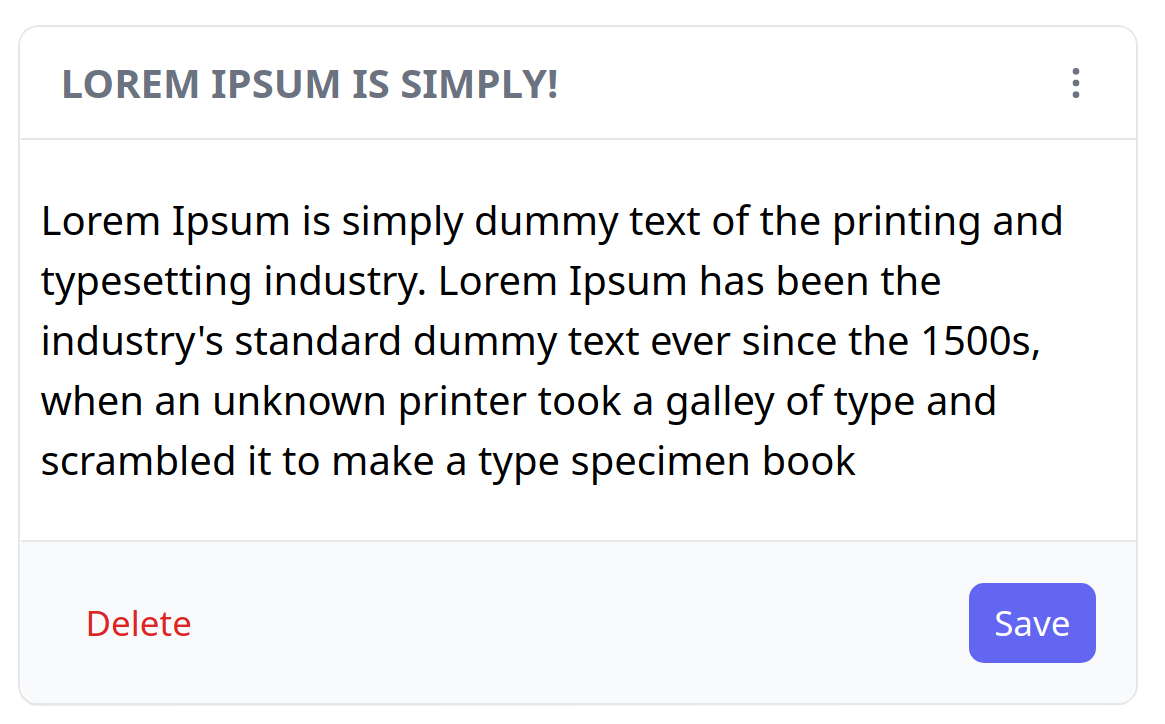 LOREM IPSUM IS SIMPLY!
Lorem Ipsum is simply dummy text of the printing and
typesetting industry. Lorem Ipsum has been the
industry's standard dummy text ever since the 1500s,
when an unknown printer took a galley of type and
scrambled it to make a type specimen book
Delete
Save